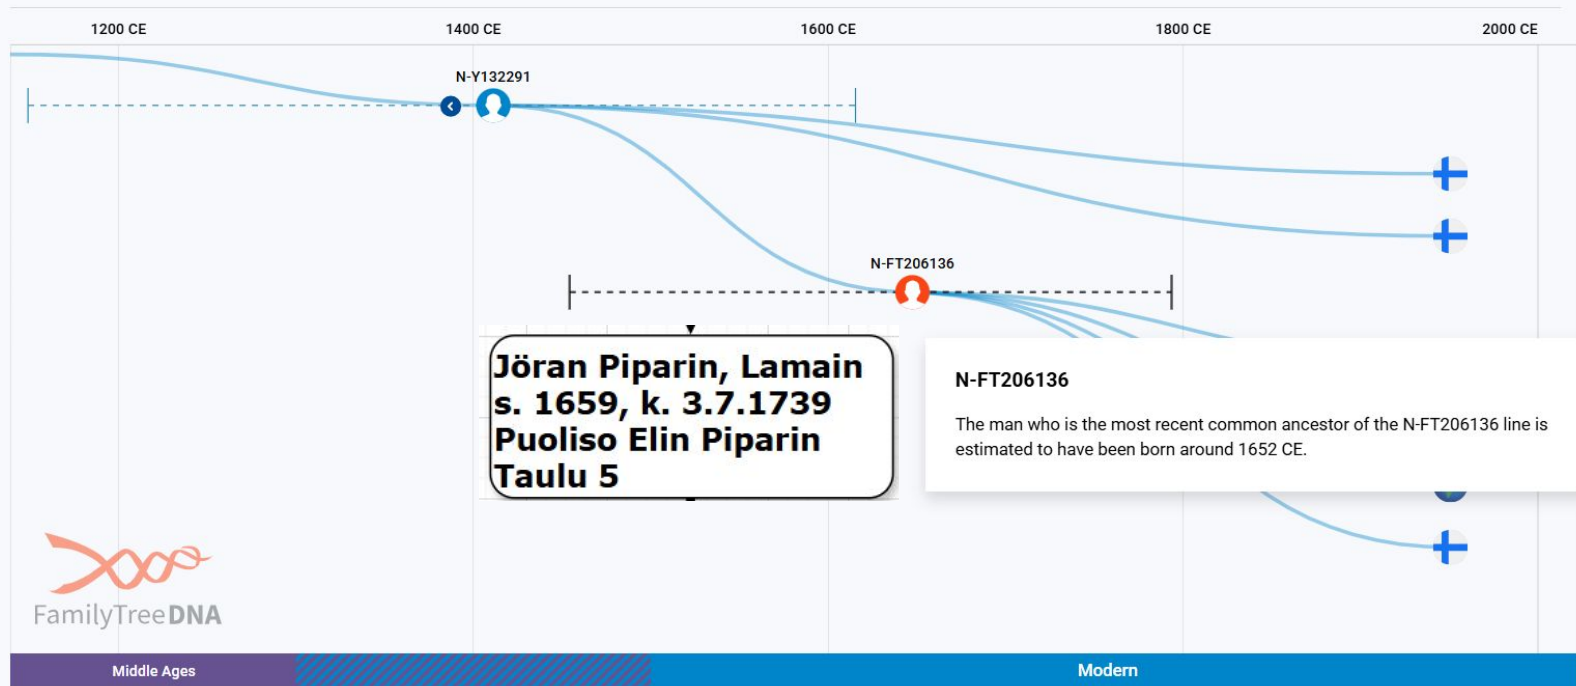 1200 CE
1400 CE
1600 CE
1800 CE
2000 CE
N-Y132291
N-FT206136
Jöran Piparin, Lamain
s. 1659, k. 3.7.1739
Puoliso Elin Piparin
Taulu 5
N-FT206136
The man who is the most recent common ancestor of the N-FT206136 line is
estimated to have been born around 1652 CE.
FamilyTreeDNA
Middle Ages
Modern